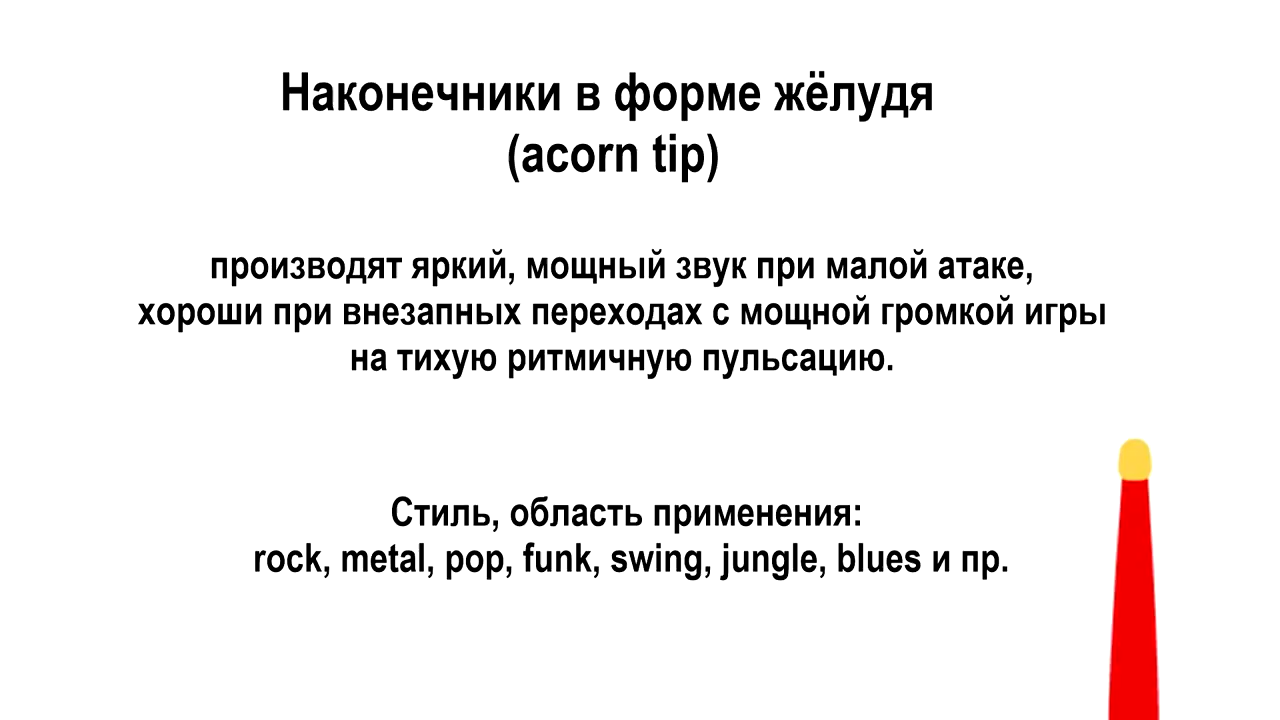 Наконечники в форме жёлудя
(acorn tip)
производят яркий, мощный звук при малой атаке,
хороши при внезапных переходах с мощной громкой игры
на тихую ритмичную пульсацию.
Стиль, область применения:
rock, metal, pop, funk, swing, jungle, blues и пр.